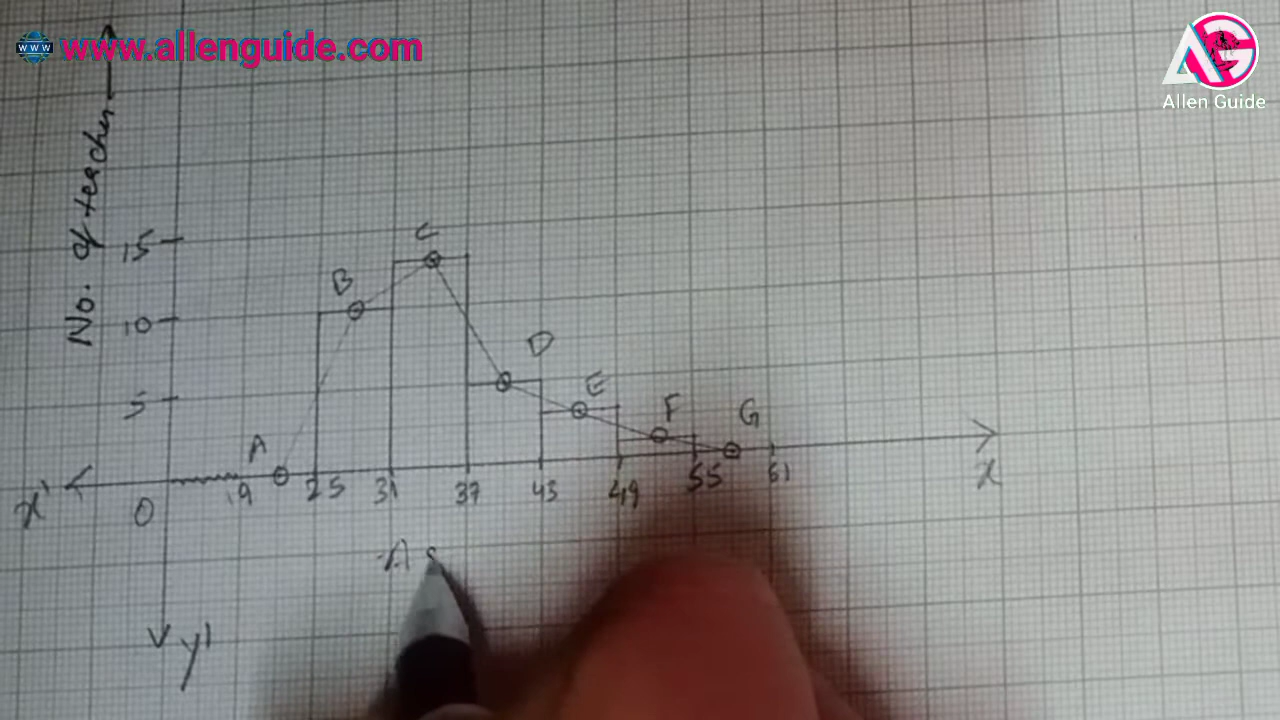 www.allenguide.com
AG
Allen Guide
No. of teacher
15
10
5
A B C D E F G
x' 0 19 25 31 37 43 49 55 61 x
A
y'